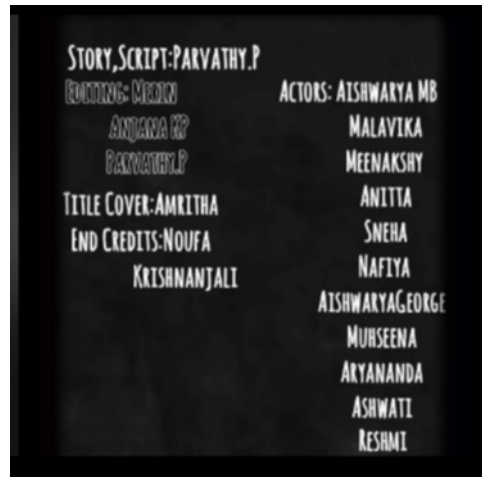 STORY,SCRIPT:PARVATHY.P
EDITING: MERIN
ANJANA KP
PARVATHY.P
TITLE COVER:AMRITHA
END CREDITS:NOUFA
KRISHNANJALI
ACTORS: AISHWARYA MB
MALAVIKA
MEENAKSHY
ANITTA
SNEHA
NAFIYA
AISHWARYAGEORGE
MUHSEENA
ARYANANDA
ASHWATI
RESHMI